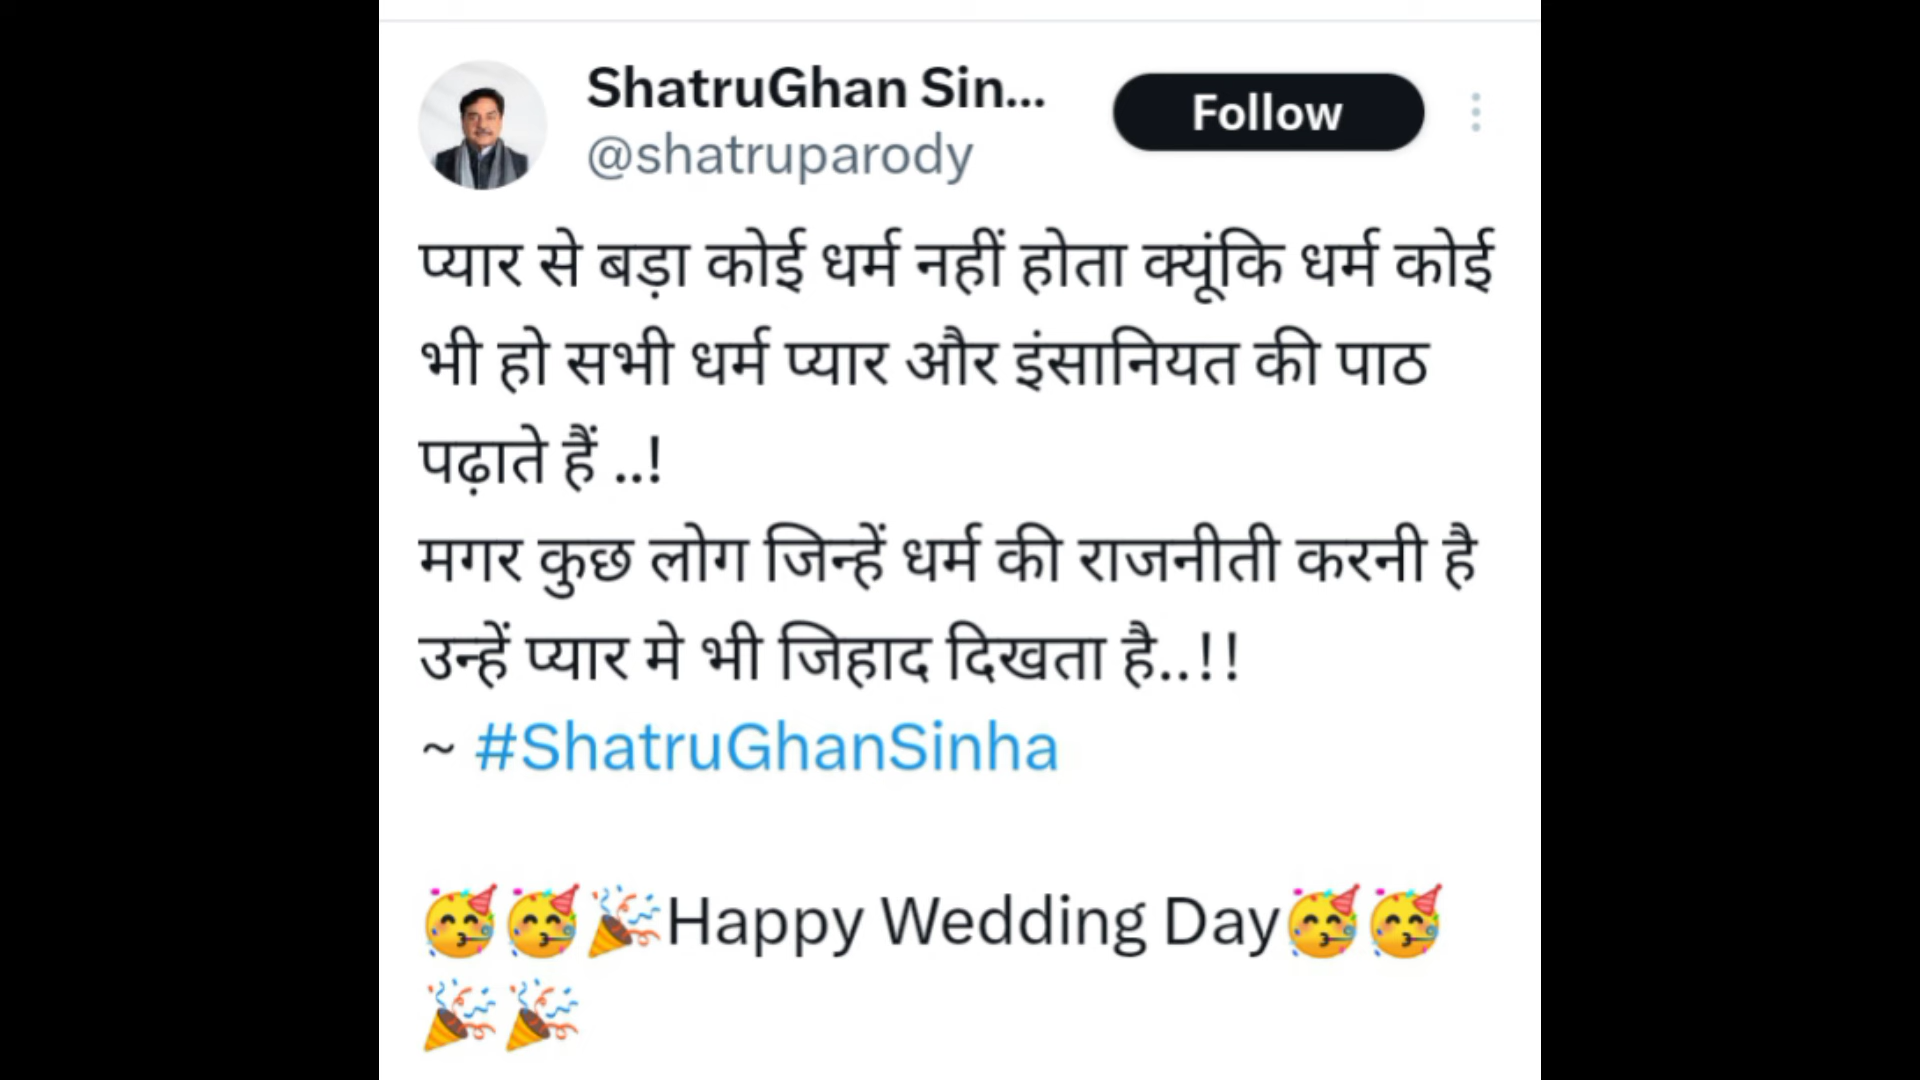 ShatruGhan Sin...
Follow
@shatruparody
प्यार से बड़ा कोई धर्म नहीं होता क्यूंकि धर्म कोई
भी हो सभी धर्म प्यार और इंसानियत की पाठ
पढ़ाते हैं ..!
मगर कुछ लोग जिन्हें धर्म की राजनीती करनी है
उन्हें प्यार मे भी जिहाद दिखता है..!!
~ #ShatruGhanSinha
🥳🥳🎉Happy Wedding Day🥳🥳
🎉🎉